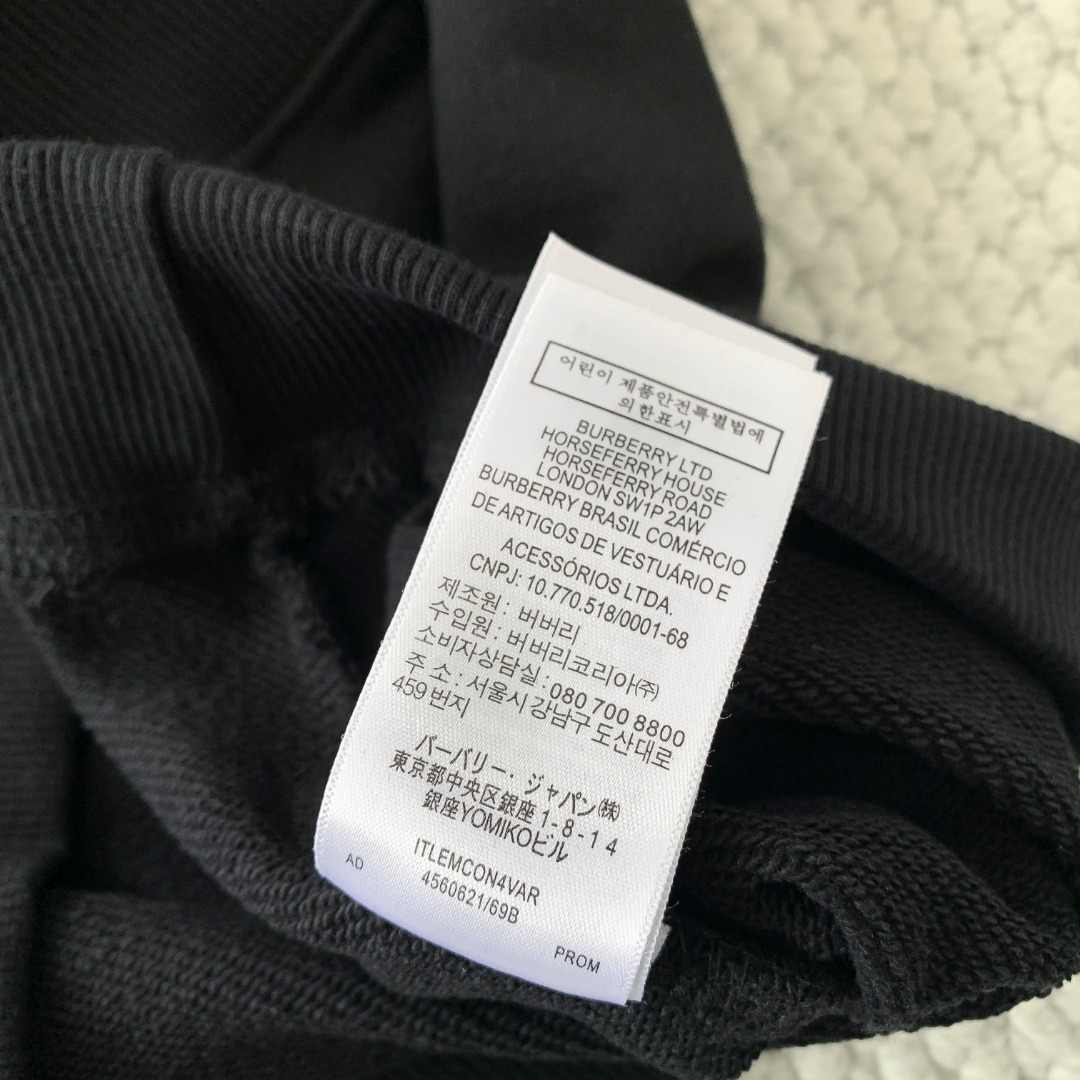 어린이 제품안전특별법에
의한표시
BURBERRY LTD
HORSEFERRY HOUSE
HORSEFERRY ROAD
LONDON SW1P 2AW
BURBERRY BRASIL COMÉRCIO
DE ARTIGOS DE VESTUÁRIO E
ACESSÓRIOS LTDA.
CNPJ: 10.770.518/0001-68
제조원 : 버버리
수입원 : 버버리코리아(주)
소비자상담실 : 080 700 8800
주 소 : 서울시 강남구 도산대로
459 번지
バーバリー・ジャパン(株)
東京都中央区銀座 1-8-1 4
銀座YOMIKOビル
ITLEMCON4VAR
AD
4560621/69B
PROM